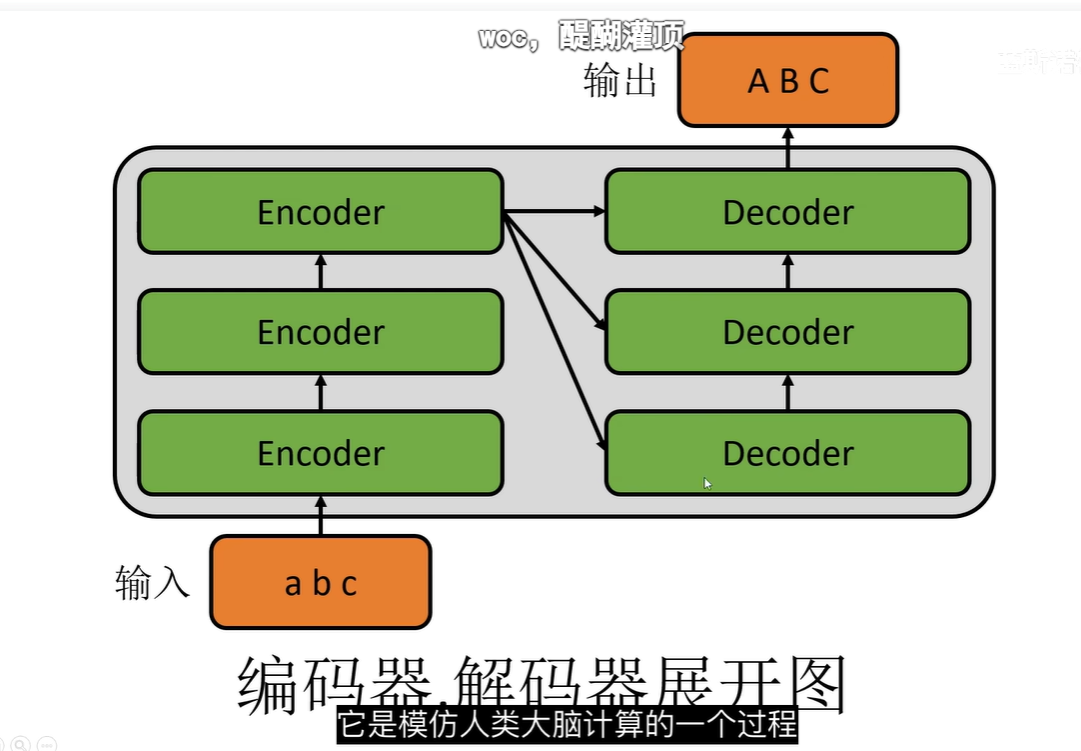 woc，醍醐灌顶
输出
A B C
Encoder
Decoder
Encoder
Decoder
Encoder
Decoder
输入
a b c
编码器,解码器展开图
它是模仿人类大脑计算的一个过程